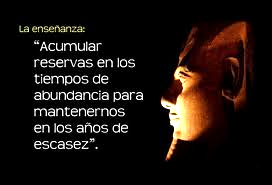 La enseñanza:
“Acumular
reservas en los
tiempos de
abundancia para
mantenernos
en los años de
escasez”.